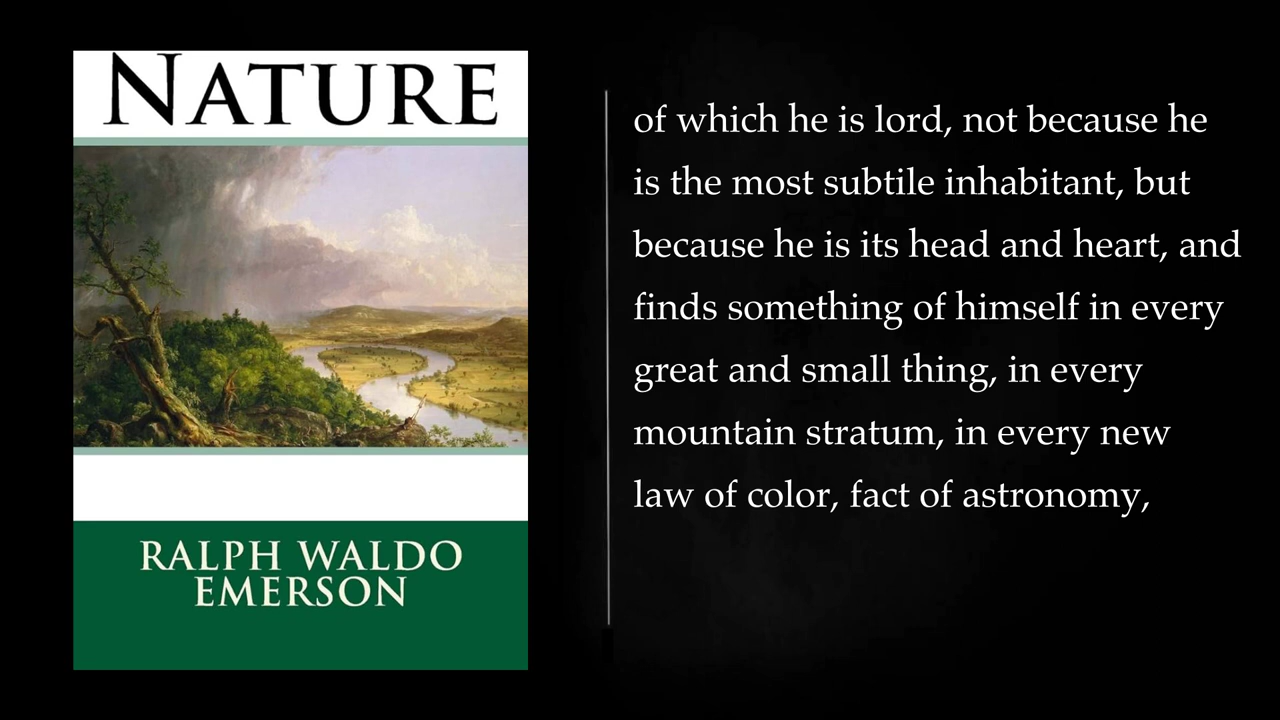 NATURE
RALPH WALDO
EMERSON
of which he is lord, not because he
is the most subtile inhabitant, but
because he is its head and heart, and
finds something of himself in every
great and small thing, in every
mountain stratum, in every new
law of color, fact of astronomy,